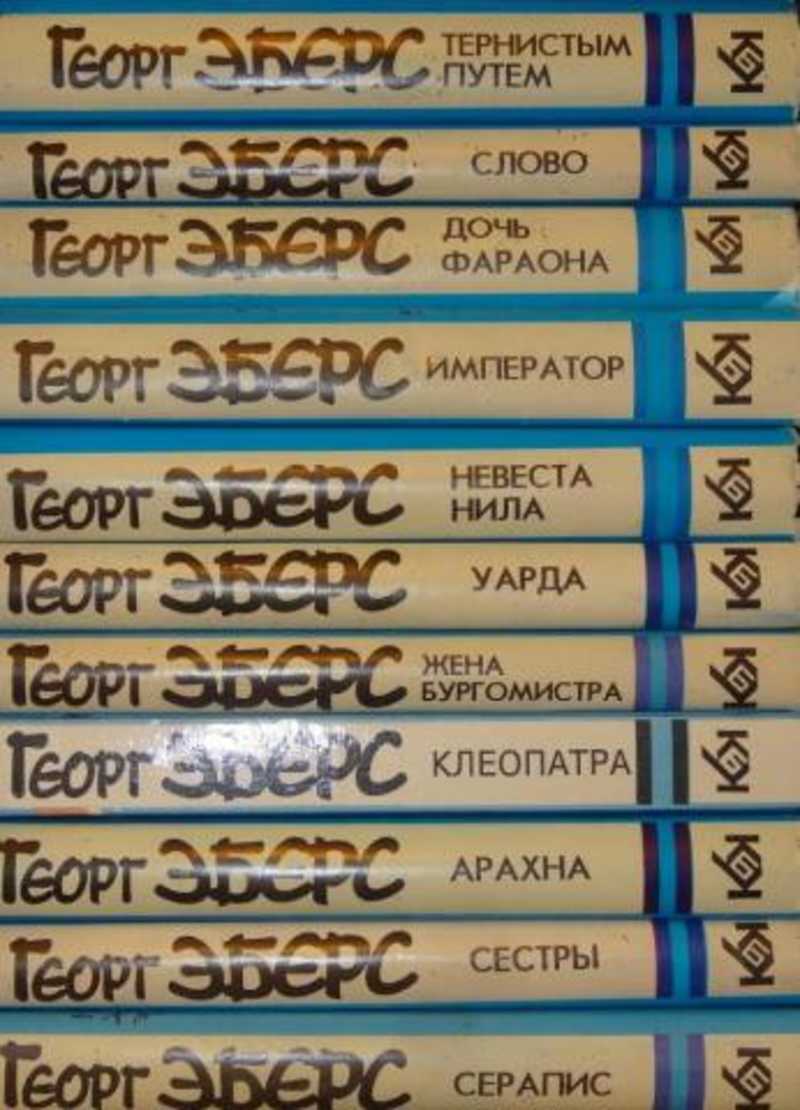 ГЕОРГ ЭБЕРС ТЕРНИСТЫМ
ПУТЕМ
ГЕОРГ ЭБЕРС СЛОВО
ГЕОРГ ЭБЕРС ДОЧЬ
ФАРАОНА
ГЕОРГ ЭБЕРС ИМПЕРАТОР
ГЕОРГ ЭБЕРС НЕВЕСТА
НИЛА
ГЕОРГ ЭБЕРС УАРДА
ГЕОРГ ЭБЕРС ЖЕНА
БУРГОМИСТРА
ГЕОРГ ЭБЕРС КЛЕОПАТРА
ГЕОРГ ЭБЕРС АРАХНА
ГЕОРГ ЭБЕРС СЕСТРЫ
ГЕОРГ ЭБЕРС СЕРАПИС